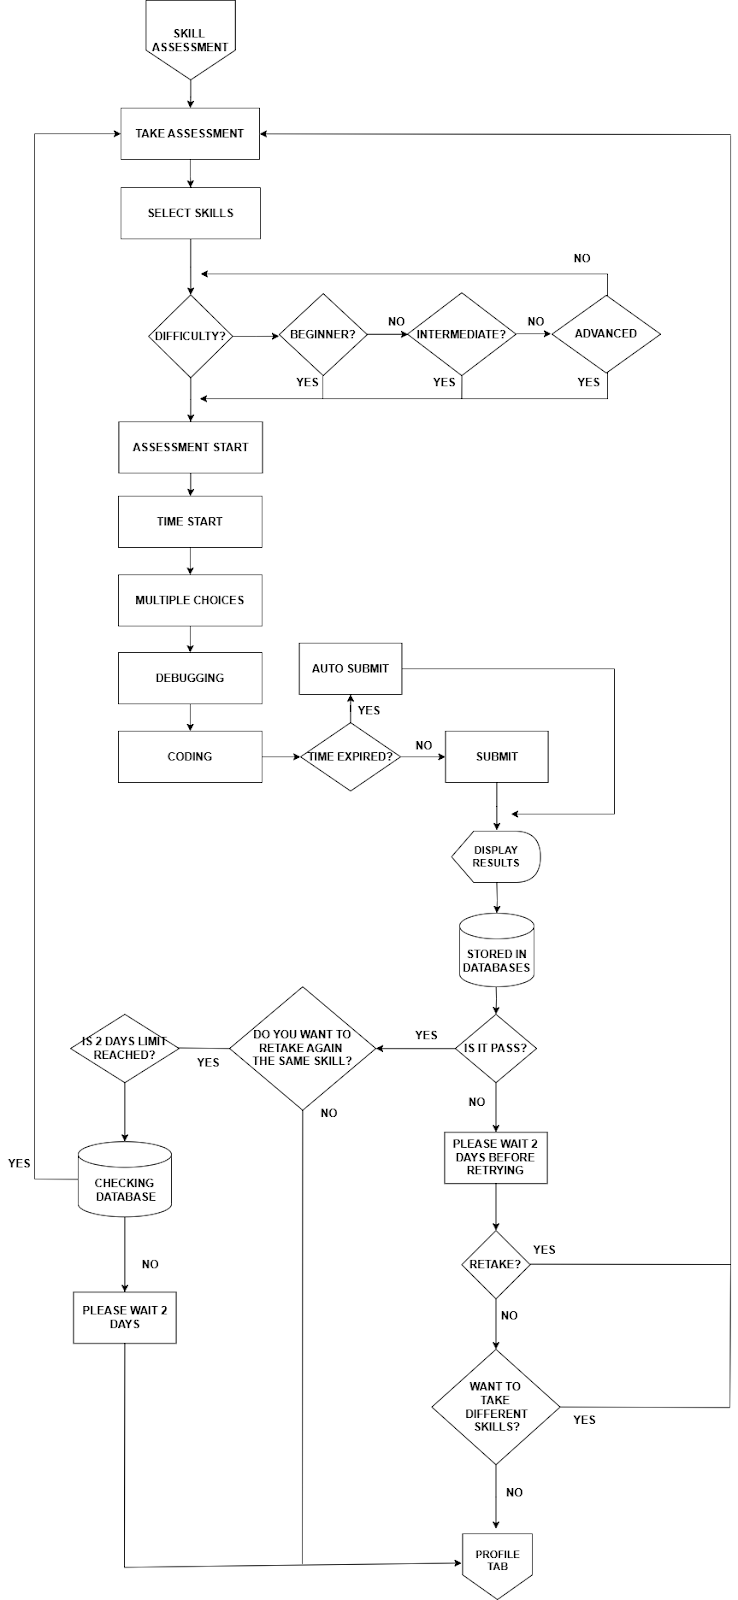 SKILL
ASSESSMENT
TAKE ASSESSMENT
SELECT SKILLS
NO
DIFFICULTY?
BEGINNER?
NO
INTERMEDIATE?
NO
ADVANCED
YES
YES
YES
ASSESSMENT START
TIME START
MULTIPLE CHOICES
DEBUGGING
AUTO SUBMIT
YES
CODING
TIME EXPIRED?
NO
SUBMIT
DISPLAY
RESULTS
STORED IN
DATABASES
IS IT PASS?
YES
DO YOU WANT TO
RETAKE AGAIN
THE SAME SKILL?
YES
IS 2 DAYS LIMIT
REACHED?
NO
NO
PLEASE WAIT 2
DAYS BEFORE
RETRYING
YES
CHECKING
DATABASE
NO
PLEASE WAIT 2
DAYS
RETAKE?
YES
NO
WANT TO
TAKE
DIFFERENT
SKILLS?
YES
NO
PROFILE
TAB